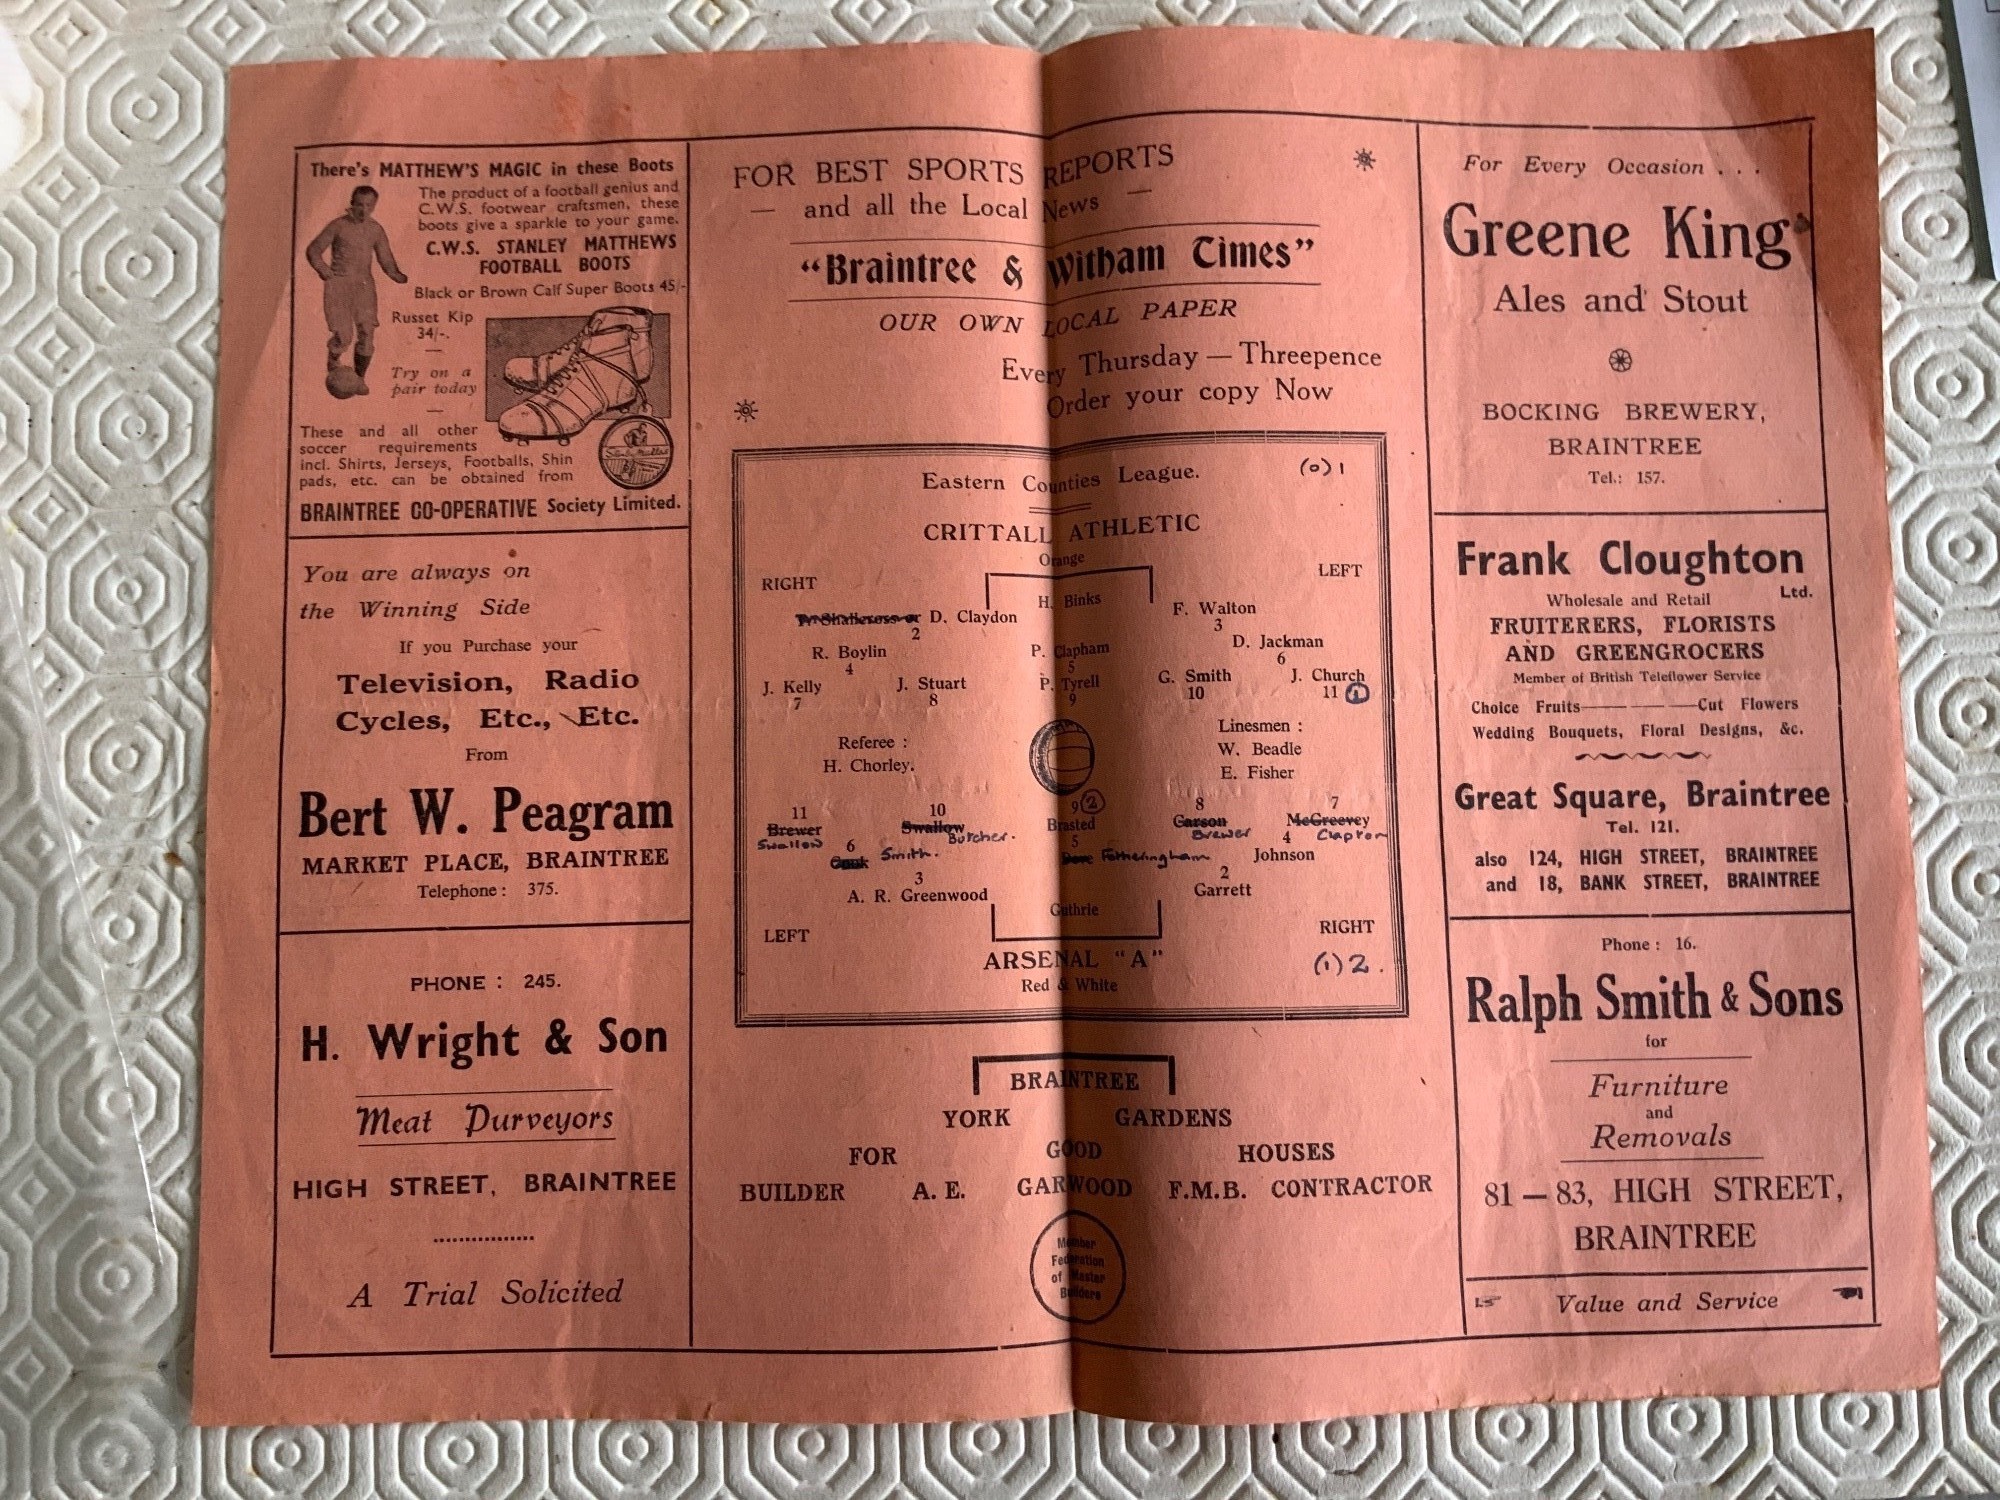 There's MATTHEW'S MAGIC in these Boots
The product of a football genius and
C.W.S. footwear craftsmen, these
boots give a sparkle to your game.
C.W.S. STANLEY MATTHEWS
FOOTBALL BOOTS
Black or Brown Calf Super Boots 45/-
Russet Kip
34/-.
—
Try on a
pair today
—
These and all other
soccer requirements
incl. Shirts, Jerseys, Footballs, Shin
pads, etc. can be obtained from
BRAINTREE CO-OPERATIVE Society Limited.
You are always on
the Winning Side
If you Purchase your
Television, Radio
Cycles, Etc., Etc.
From
Bert W. Peagram
MARKET PLACE, BRAINTREE
Telephone : 375.
PHONE : 245.
H. Wright & Son
Meat Purveyors
HIGH STREET, BRAINTREE
A Trial Solicited
FOR BEST SPORTS REPORTS
— and all the Local News —
"Braintree & Witham Times"
OUR OWN LOCAL PAPER
Every Thursday — Threepence
Order your copy Now
Eastern Counties League. (0) 1
CRITTALL ATHLETIC
Orange
RIGHT LEFT
H. Binks
W. Shallcross or D. Claydon F. Walton
2 3
R. Boylin P. Clapham D. Jackman
4 5 6
J. Kelly J. Stuart P. Tyrell G. Smith J. Church
7 8 9 10 11 1
Referee : Linesmen :
H. Chorley. W. Beadle
E. Fisher
11 10 9 2 8 7
Brewer Swallow Brasted Garson McGreevey
Swallow Butcher. Brewer Clapton
6 5 4
Cook Smith. Dove Fotheringham Johnson
3 2
A. R. Greenwood Garrett
Guthrie
LEFT RIGHT
ARSENAL "A" (1) 2.
Red & White
BRAINTREE
YORK GARDENS
FOR GOOD HOUSES
BUILDER A. E. GARWOOD F.M.B. CONTRACTOR
Member
Federation
of Master
Builders
For Every Occasion . . .
Greene King
Ales and Stout
BOCKING BREWERY,
BRAINTREE
Tel.: 157.
Frank Cloughton
Ltd.
Wholesale and Retail
FRUITERERS, FLORISTS
AND GREENGROCERS
Member of British Teleflower Service
Choice Fruits— — —Cut Flowers
Wedding Bouquets, Floral Designs, &c.
Great Square, Braintree
Tel. 121.
also 124, HIGH STREET, BRAINTREE
and 18, BANK STREET, BRAINTREE
Phone : 16.
Ralph Smith & Sons
for
Furniture
and
Removals
81 — 83, HIGH STREET,
BRAINTREE
Value and Service